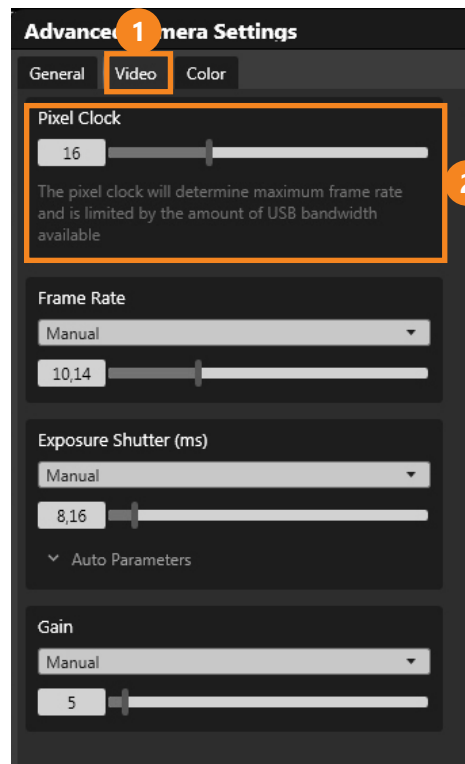 Advanced Camera Settings
1
General Video Color
Pixel Clock
16
2
The pixel clock will determine maximum frame rate
and is limited by the amount of USB bandwidth
available
Frame Rate
Manual
10,14
Exposure Shutter (ms)
Manual
8,16
Auto Parameters
Gain
Manual
5